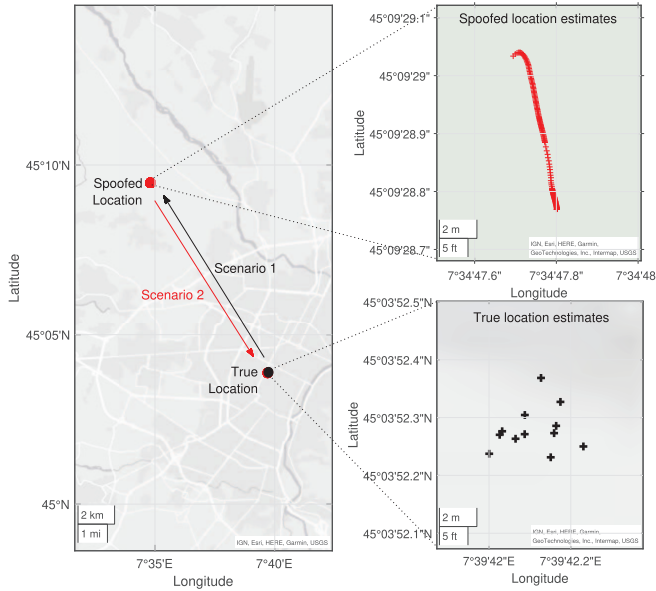 45°10'N
45°05'N
45°N
Latitude
Spoofed
Location
Scenario 1
Scenario 2
True
Location
2 km
1 mi
IGN, Esri, HERE, Garmin, USGS
7°35'E
7°40'E
Longitude
Spoofed location estimates
45°09'29.1"
45°09'29"
45°09'28.9"
45°09'28.8"
45°09'28.7"
Latitude
2 m
5 ft
IGN, Esri, HERE, Garmin,
GeoTechnologies, Inc., Intermap, USGS
7°34'47.6"
7°34'47.8"
7°34'48
Longitude
45°03'52.5"N
True location estimates
45°03'52.4"N
45°03'52.3"N
45°03'52.2"N
45°03'52.1"N
Latitude
2 m
5 ft
IGN, Esri, HERE, Garmin,
GeoTechnologies, Inc., Intermap, USGS
7°39'42"E
7°39'42.2"E
Longitude